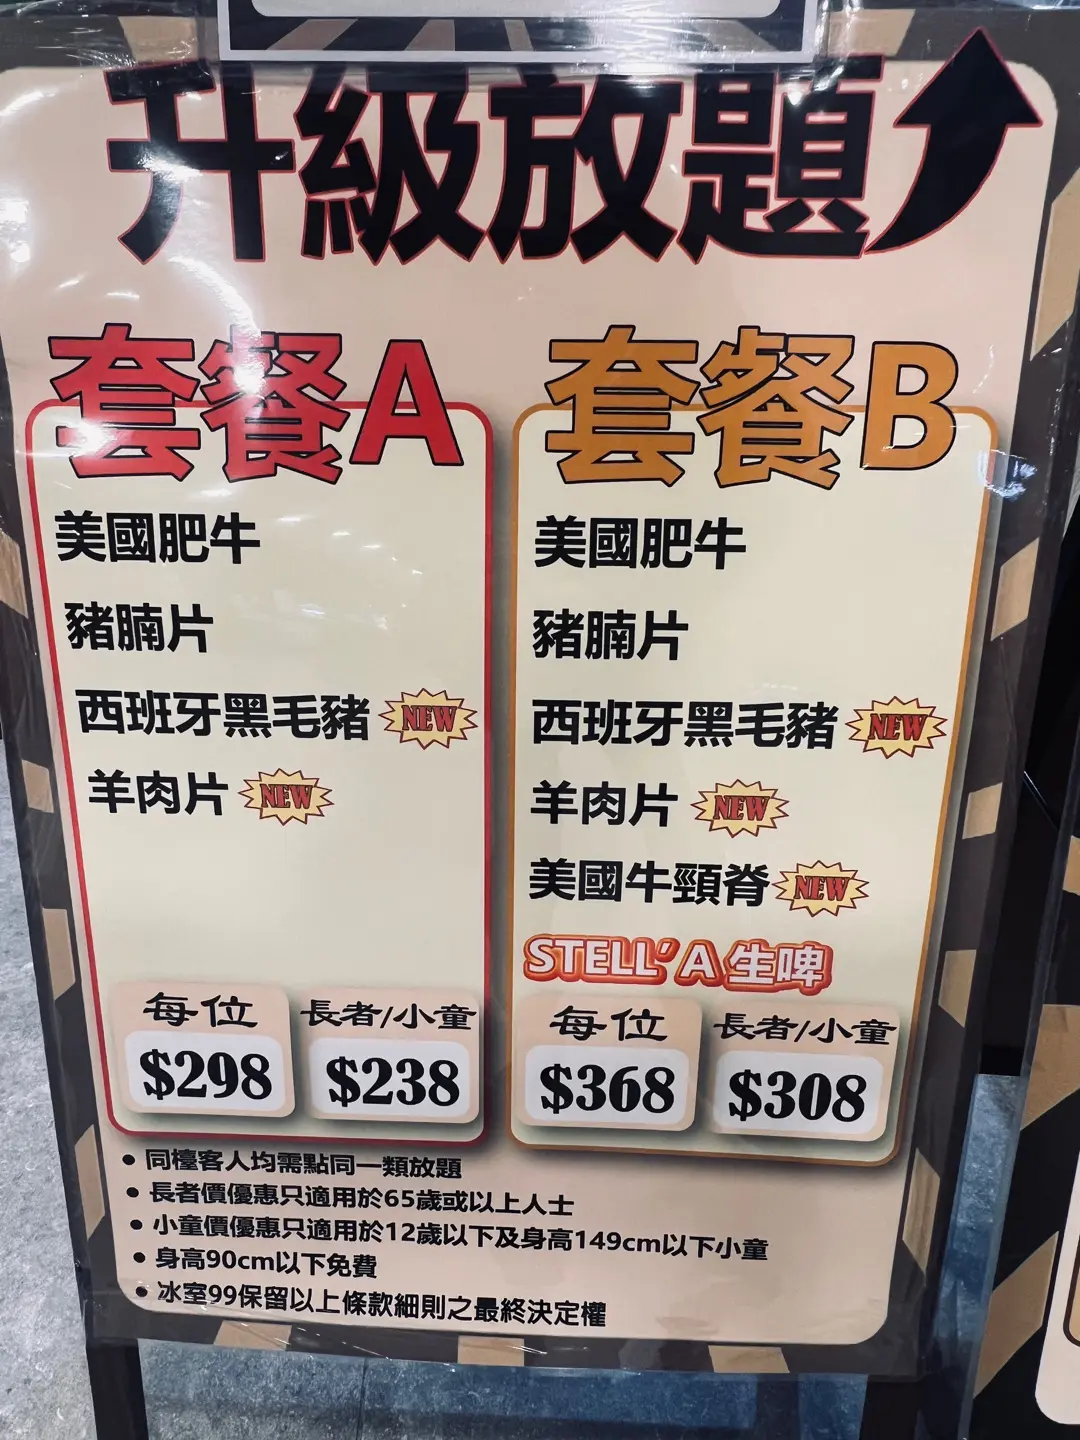 升級放題
套餐A
美國肥牛
豬腩片
西班牙黑毛豬 NEW
羊肉片 NEW
每位 長者/小童
$298 $238
套餐B
美國肥牛
豬腩片
西班牙黑毛豬 NEW
羊肉片 NEW
美國牛頸脊 NEW
STELL'A 生啤
每位 長者/小童
$368 $308
• 同檯客人均需點同一類放題
• 長者價優惠只適用於65歲或以上人士
• 小童價優惠只適用於12歲以下及身高149cm以下小童
• 身高90cm以下免費
• 冰室99保留以上條款細則之最終決定權